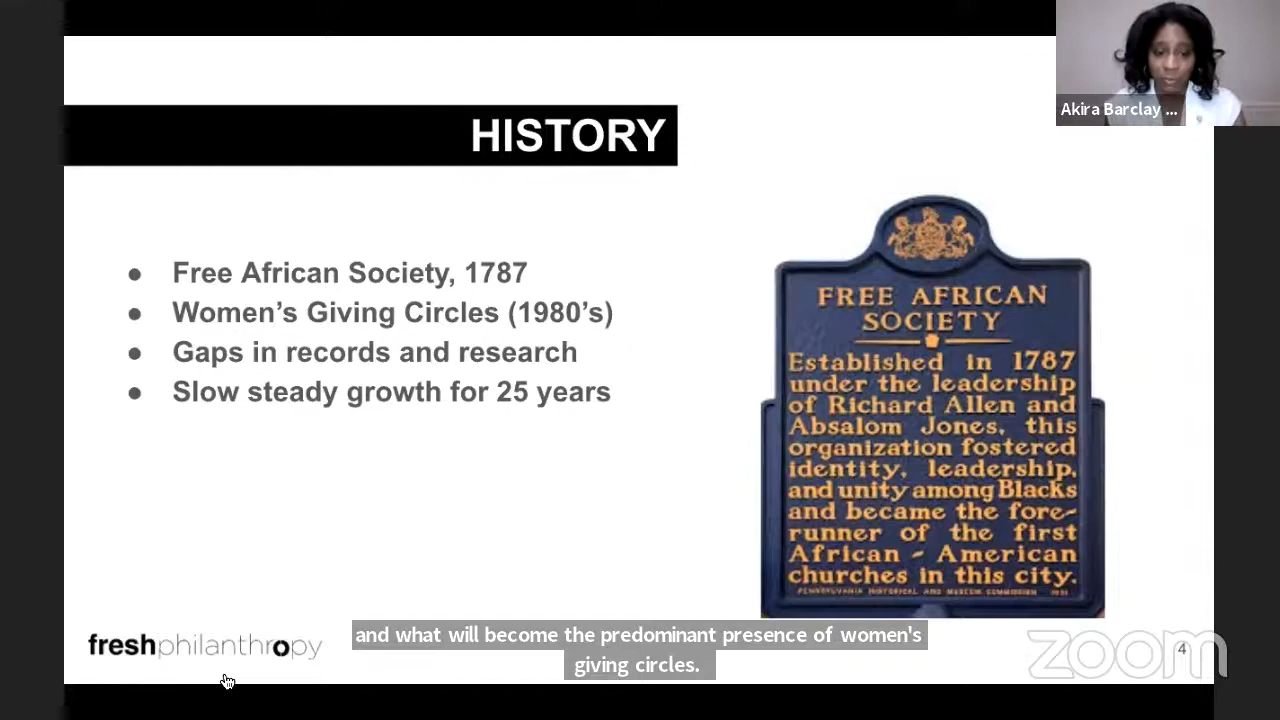 Akira Barclay ...
HISTORY
● Free African Society, 1787
● Women’s Giving Circles (1980’s)
● Gaps in records and research
● Slow steady growth for 25 years
FREE AFRICAN
SOCIETY
Established in 1787
under the leadership
of Richard Allen and
Absalom Jones, this
organization fostered
identity, leadership,
and unity among Blacks
and became the fore-
runner of the first
African - American
churches in this city.
PENNSYLVANIA HISTORICAL AND MUSEUM COMMISSION
freshphilanthropy
and what will become the predominant presence of women's
giving circles.
zoom
4